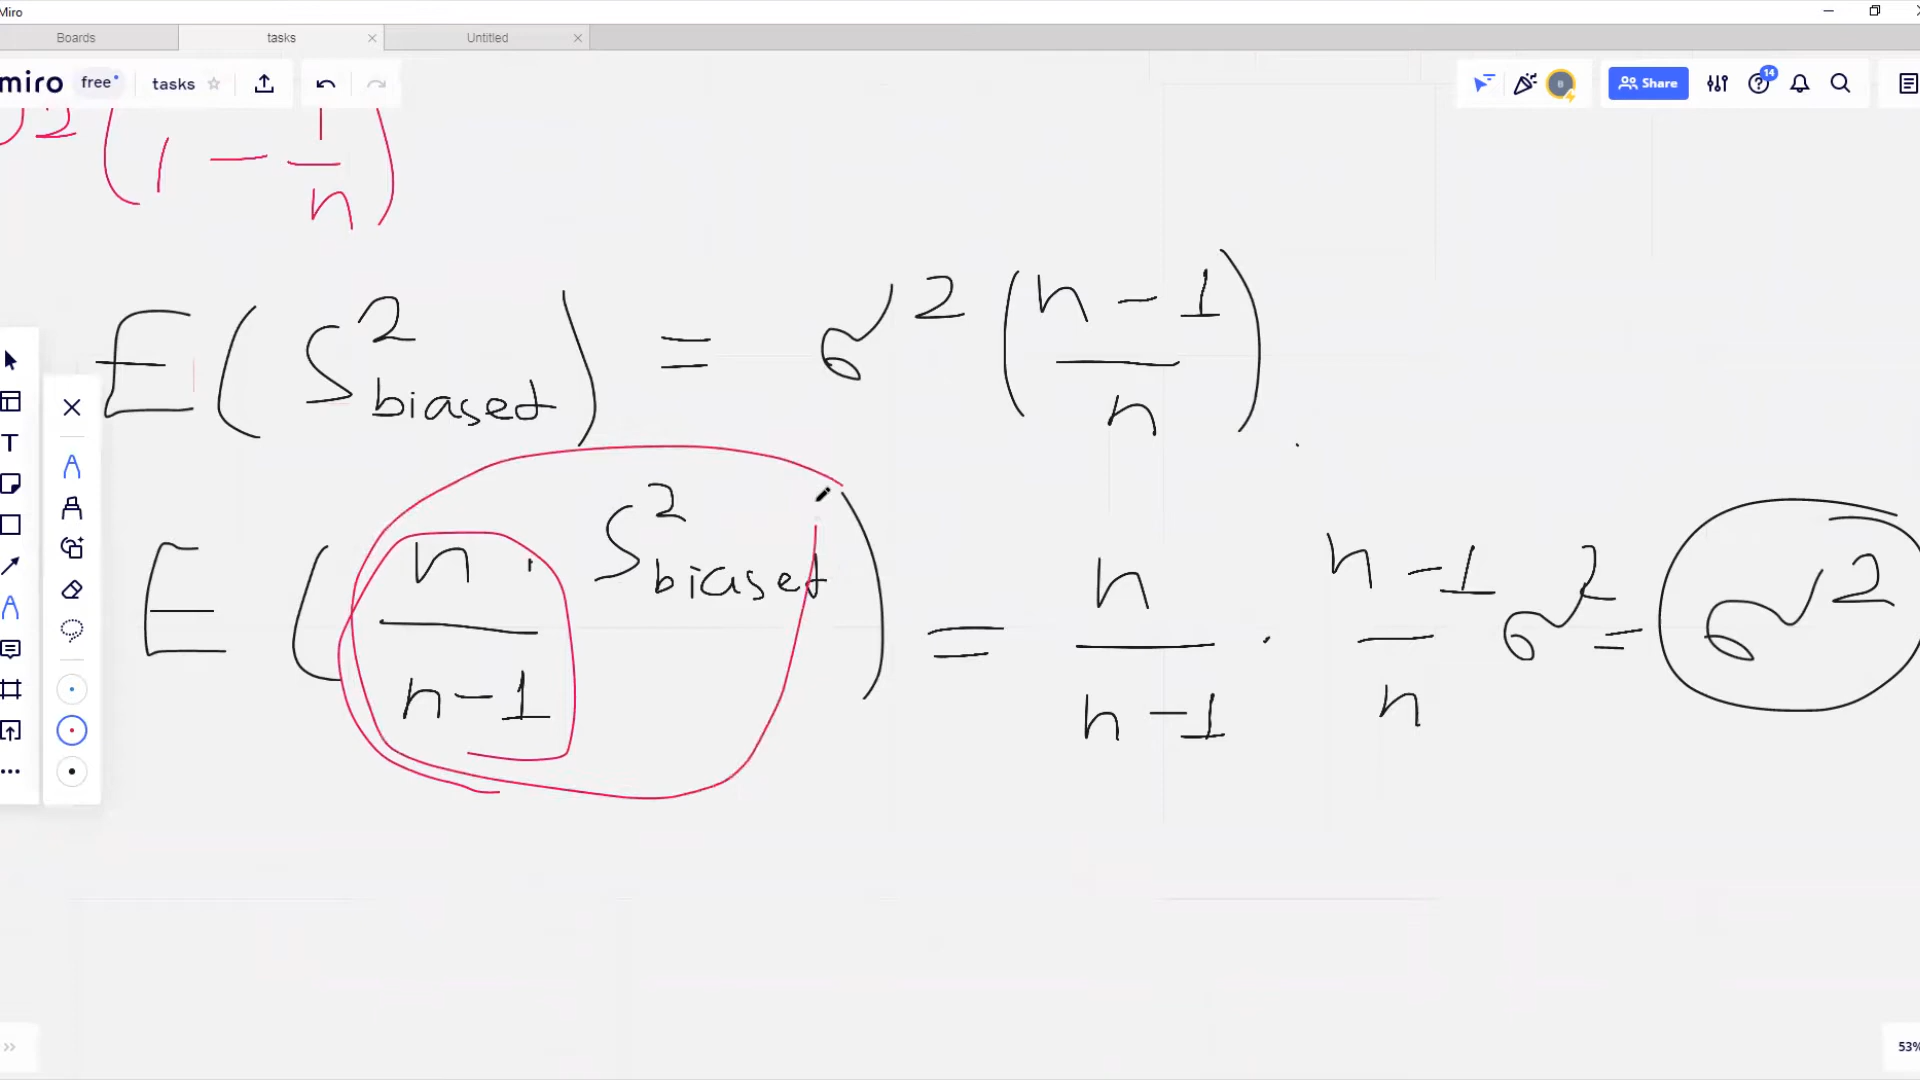 Miro
Boards tasks Untitled
miro free tasks Share 14
σ2(1 - 1/n)
E(S²biased) = σ²((n-1)/n)
E(n/(n-1) · S²biased) = n/(n-1) · (n-1)/n σ² = σ²
53%